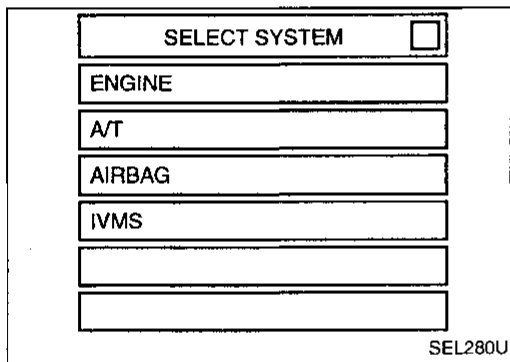 SELECT SYSTEM
ENGINE
A/T
AIRBAG
IVMS
SEL280U